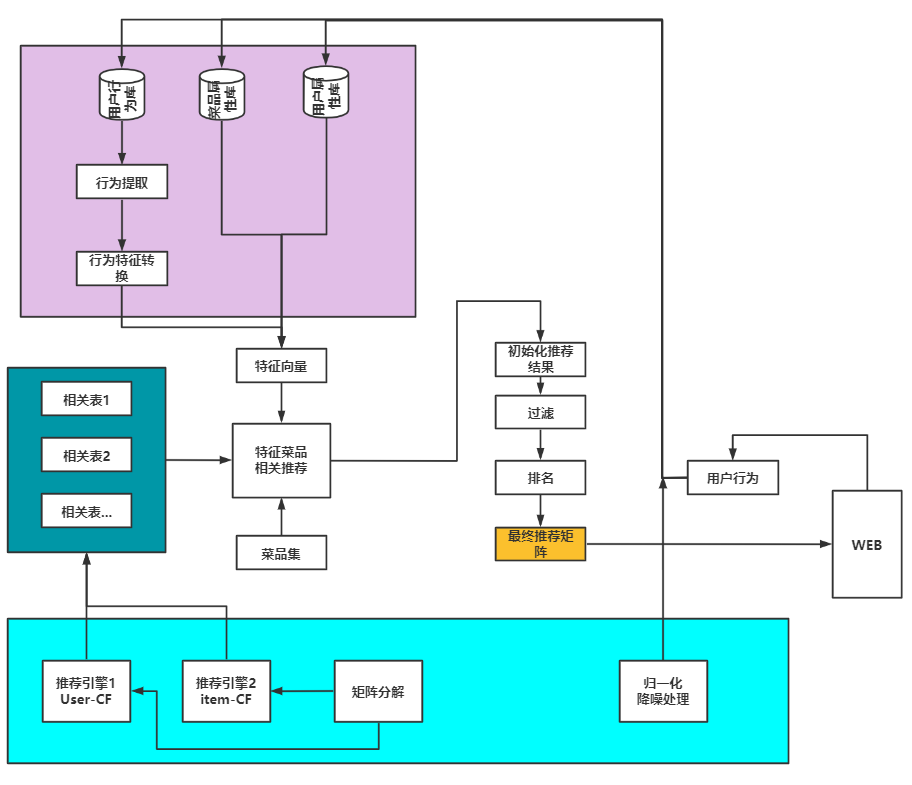 用户行
为库
菜品属
性库
用户属
性库
行为提取
行为特征转
换
特征向量
初始化推荐
结果
相关表1
过滤
特征菜品
相关推荐
相关表2
排名
用户行为
相关表...
最终推荐矩
阵
WEB
菜品集
推荐引擎1
User-CF
推荐引擎2
item-CF
矩阵分解
归一化
降噪处理